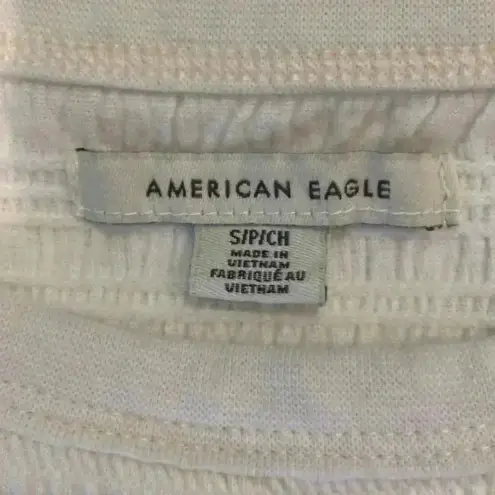 AMERICAN EAGLE
S/P/CH
MADE IN
VIETNAM
FABRIQUÉ AU
VIETNAM